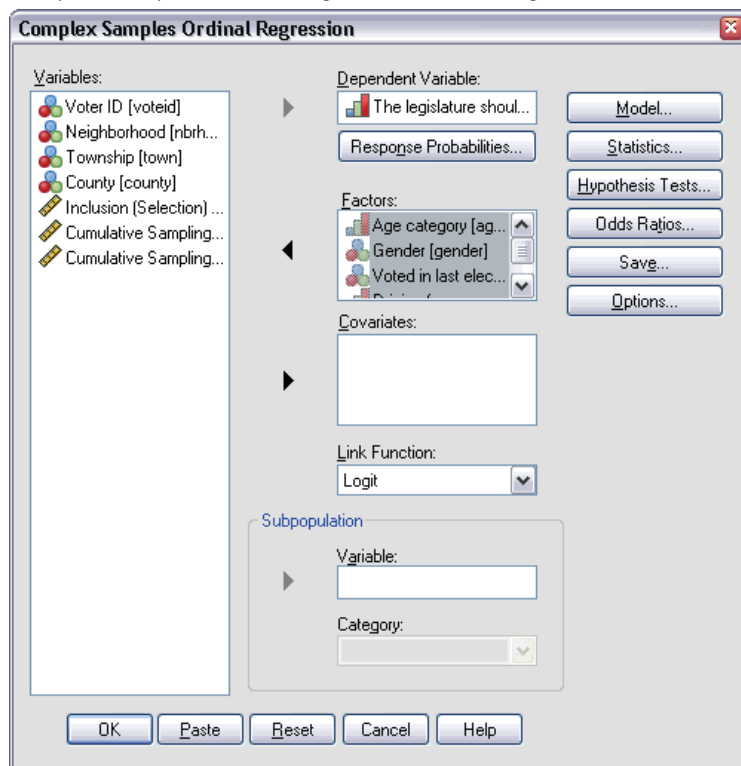 Complex Samples Ordinal Regression
Variables:
Voter ID [voteid]
Neighborhood [nbrh...
Township [town]
County [county]
Inclusion (Selection) ...
Cumulative Sampling...
Cumulative Sampling...
Dependent Variable:
The legislature shoul...
Response Probabilities...
Factors:
Age category [ag...
Gender [gender]
Voted in last elec...
Covariates:
Link Function:
Logit
Subpopulation
Variable:
Category:
Model...
Statistics...
Hypothesis Tests...
Odds Ratios...
Save...
Options...
OK
Paste
Reset
Cancel
Help